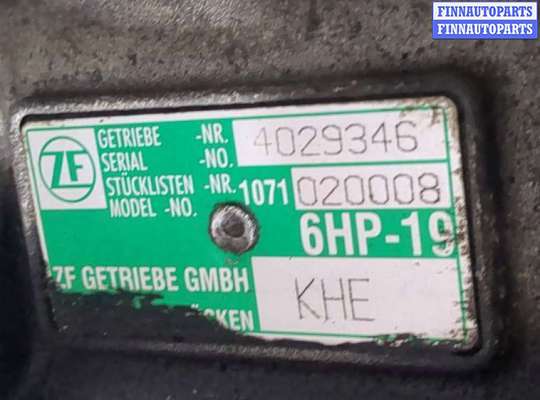 FINNAUTOPARTS
FINNAUTOPARTS
ZF
GETRIEBE -NR. 4029346
SERIAL -NO.
STÜCKLISTEN -NR. 1071 020008
MODEL -NO.
6HP-19
ZF GETRIEBE GMBH
KHE